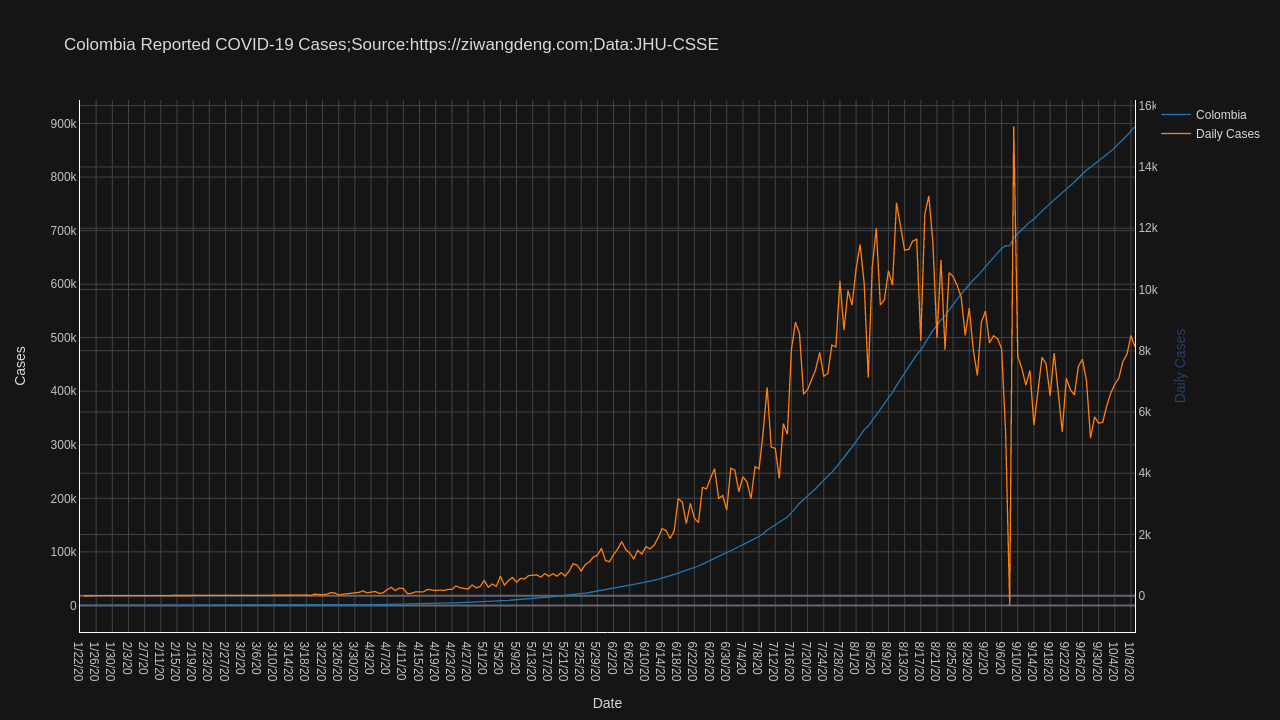 Colombia Reported COVID-19 Cases;Source:https://ziwangdeng.com;Data:JHU-CSSE
900k
800k
700k
600k
500k
400k
300k
200k
100k
0
Cases
16k
14k
12k
10k
8k
6k
4k
2k
0
Daily Cases
Colombia
Daily Cases
1/22/20
1/26/20
1/30/20
2/3/20
2/7/20
2/11/20
2/15/20
2/19/20
2/23/20
2/27/20
3/2/20
3/6/20
3/10/20
3/14/20
3/18/20
3/22/20
3/26/20
3/30/20
4/3/20
4/7/20
4/11/20
4/15/20
4/19/20
4/23/20
4/27/20
5/1/20
5/5/20
5/9/20
5/13/20
5/17/20
5/21/20
5/25/20
5/29/20
6/2/20
6/6/20
6/10/20
6/14/20
6/18/20
6/22/20
6/26/20
6/30/20
7/4/20
7/8/20
7/12/20
7/16/20
7/20/20
7/24/20
7/28/20
8/1/20
8/5/20
8/9/20
8/13/20
8/17/20
8/21/20
8/25/20
8/29/20
9/2/20
9/6/20
9/10/20
9/14/20
9/18/20
9/22/20
9/26/20
9/30/20
10/4/20
10/8/20
Date